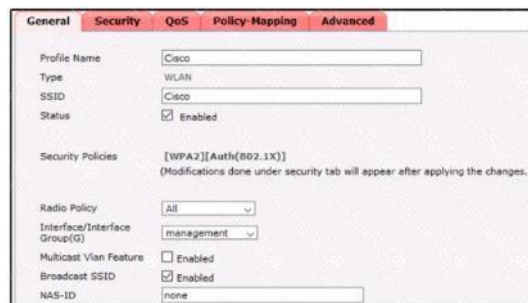 General Security QoS Policy-Mapping Advanced
Profile Name Cisco
Type WLAN
SSID Cisco
Status Enabled
Security Policies [WPA2][Auth(802.1X)]
(Modifications done under security tab will appear after applying the changes.
Radio Policy All
Interface/Interface
Group(G) management
Multicast Vlan Feature Enabled
Broadcast SSID Enabled
NAS-ID none